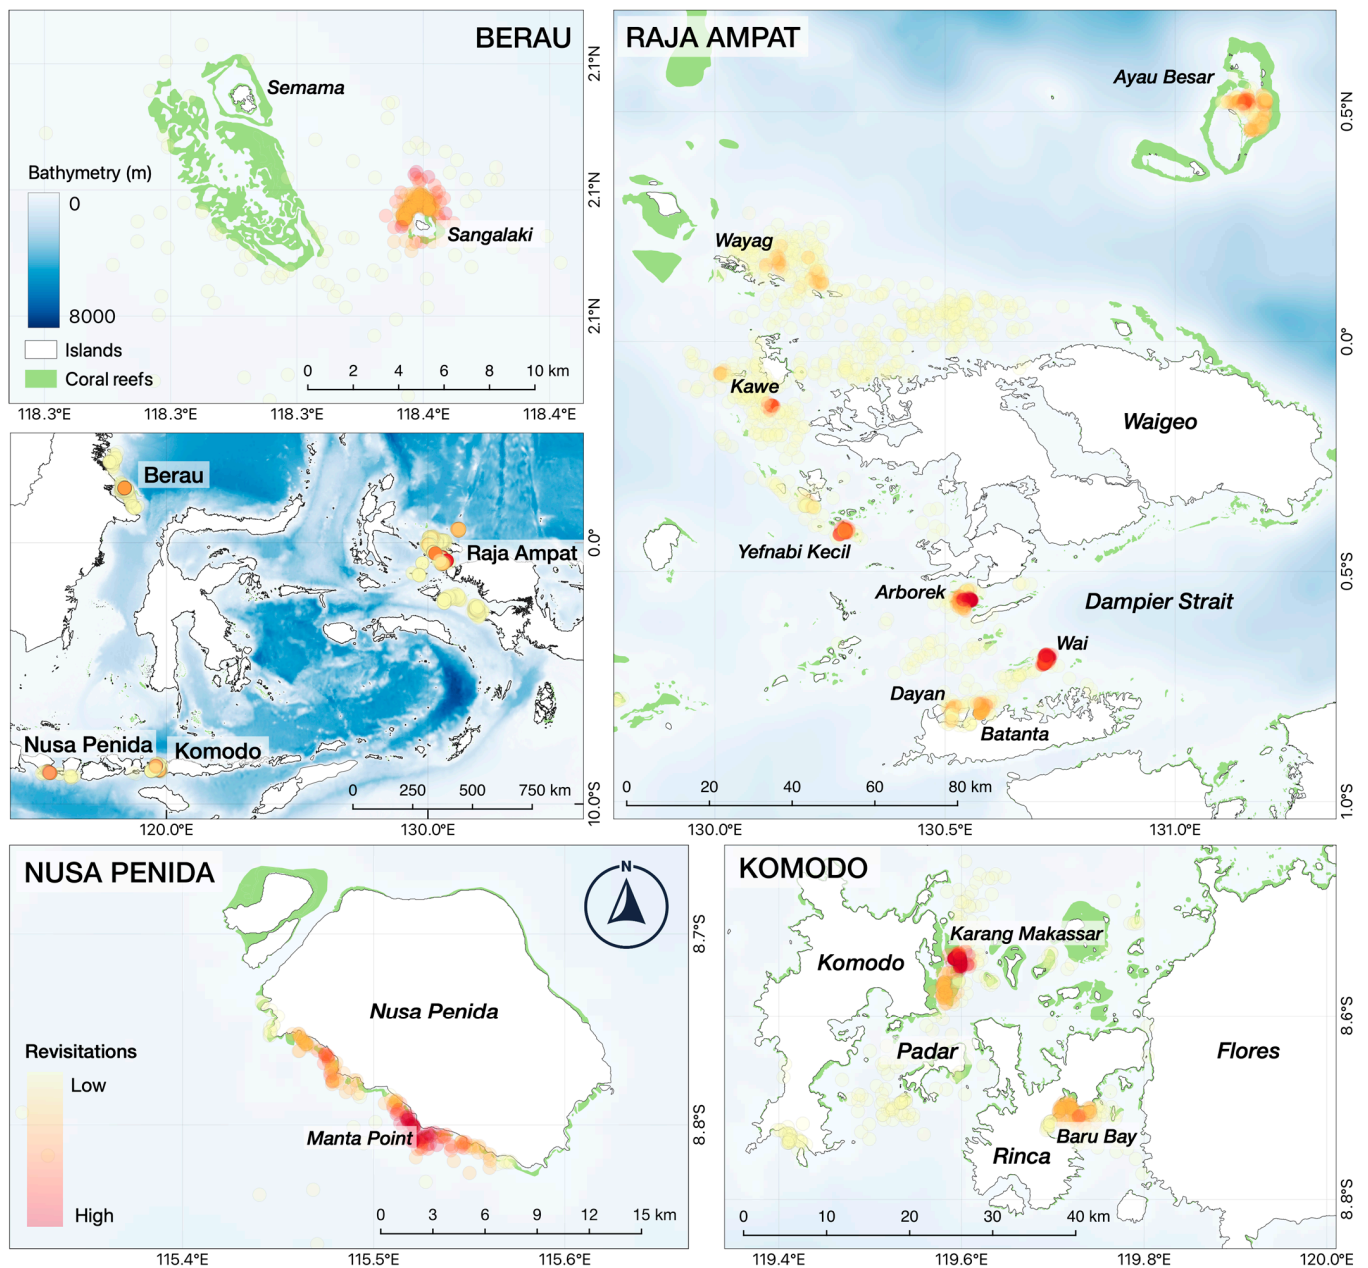 BERAU
Semama
Sangalaki
Bathymetry (m)
0
8000
Islands
Coral reefs
0 2 4 6 8 10 km
2.1°N
2.1°N
2.1°N
118.3°E 118.3°E 118.3°E 118.4°E 118.4°E
RAJA AMPAT
Ayau Besar
Wayag
Kawe
Waigeo
Yefnabi Kecil
Arborek
Dampier Strait
Wai
Dayan
Batanta
0 20 40 60 80 km
0.5°N
0.0°
0.5°S
1.0°S
130.0°E 130.5°E 131.0°E
Berau
Raja Ampat
Nusa Penida
Komodo
0 250 500 750 km
0.0°
10.0°S
120.0°E 130.0°E
NUSA PENIDA
N
Nusa Penida
Manta Point
Revisitations
Low
High
0 3 6 9 12 15 km
8.7°S
8.8°S
115.4°E 115.5°E 115.6°E
KOMODO
Karang Makassar
Komodo
Padar
Flores
Baru Bay
Rinca
0 10 20 30 40 km
8.6°S
8.8°S
119.4°E 119.6°E 119.8°E 120.0°E